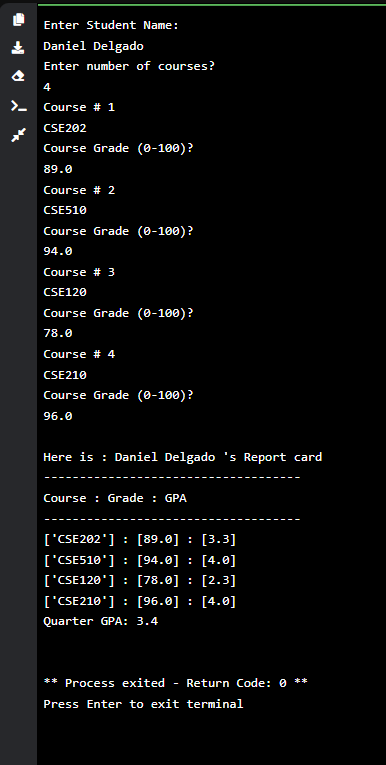 Enter Student Name:
Daniel Delgado
Enter number of courses?
4
Course # 1
CSE202
Course Grade (0-100)?
89.0
Course # 2
CSE510
Course Grade (0-100)?
94.0
Course # 3
CSE120
Course Grade (0-100)?
78.0
Course # 4
CSE210
Course Grade (0-100)?
96.0
Here is : Daniel Delgado 's Report card
------------------------------------
Course : Grade : GPA
------------------------------------
['CSE202'] : [89.0] : [3.3]
['CSE510'] : [94.0] : [4.0]
['CSE120'] : [78.0] : [2.3]
['CSE210'] : [96.0] : [4.0]
Quarter GPA: 3.4
** Process exited - Return Code: 0 **
Press Enter to exit terminal